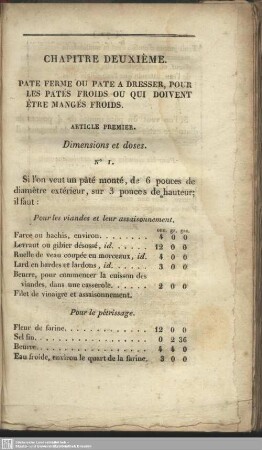 CHAPITRE DEUXIÈME.
PATE FERME OU PATE A DRESSER, POUR
LES PATÉS FROIDS OU QUI DOIVENT
ÊTRE MANGÉS FROIDS.
ARTICLE PREMIER.
Dimensions et doses.
N° 1.
Si l'on veut un pâté monté, de 6 pouces de
diamètre extérieur, sur 3 pouces de hauteur;
il faut :
Pour les viandes et leur assaisonnement.
onc. gr. gra.
Farce ou hachis, environ. . . . . . . . . 4 0 0
Levraut ou gibier désossé, id. . . . . . 12 0 0
Ruelle de veau coupée en morceaux, id. 4 0 0
Lard en bardes et lardons, id. . . . . . 3 0 0
Beurre, pour commencer la cuisson des
viandes, dans une casserole. . . . . . . 2 0 0
Filet de vinaigre et assaisonnement.
Pour le pétrissage.
Fleur de farine. . . . . . . . . . . . . . 12 0 0
Sel fin. . . . . . . . . . . . . . . . . . 0 2 36
Beurre. . . . . . . . . . . . . . . . . . 4 4 0
Eau froide, environ le quart de la farine. 3 0 0